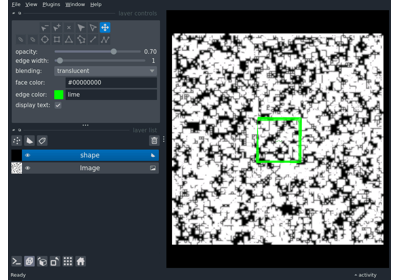 File View Plugins Window Help
layer controls
opacity: 0.70
edge width: 1
blending: translucent
face color: #00000000
edge color: lime
display text:
layer list
shape
Image
Ready
activity